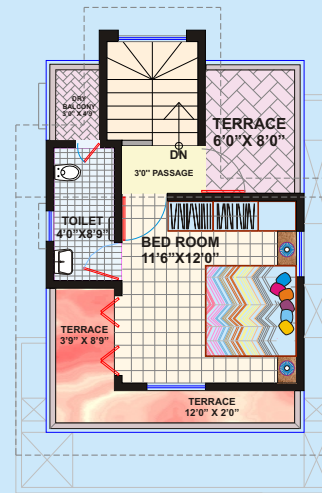 DRY
BALCONY
3'0" X 4'9"
TERRACE
6'0"X 8'0"
DN
3'0" PASSAGE
TOILET
4'0"X8'9"
BED ROOM
11'6"X12'0"
TERRACE
3'9" X 8'9"
TERRACE
12'0" X 2'0"